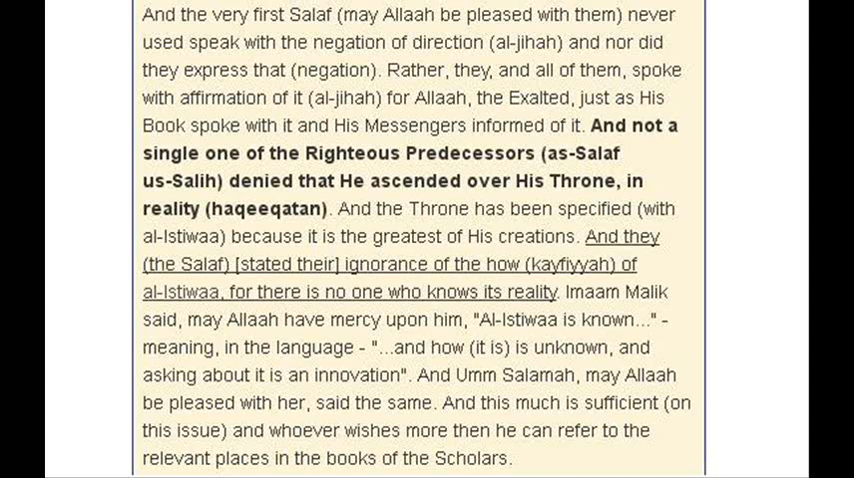 And the very first Salaf (may Allaah be pleased with them) never
used speak with the negation of direction (al-jihah) and nor did
they express that (negation). Rather, they, and all of them, spoke
with affirmation of it (al-jihah) for Allaah, the Exalted, just as His
Book spoke with it and His Messengers informed of it. And not a
single one of the Righteous Predecessors (as-Salaf
us-Salih) denied that He ascended over His Throne, in
reality (haqeeqatan). And the Throne has been specified (with
al-Istiwaa) because it is the greatest of His creations. And they
(the Salaf) [stated their] ignorance of the how (kayfiyyah) of
al-Istiwaa, for there is no one who knows its reality. Imaam Malik
said, may Allaah have mercy upon him, "Al-Istiwaa is known..." -
meaning, in the language - "...and how (it is) is unknown, and
asking about it is an innovation". And Umm Salamah, may Allaah
be pleased with her, said the same. And this much is sufficient (on
this issue) and whoever wishes more then he can refer to the
relevant places in the books of the Scholars.